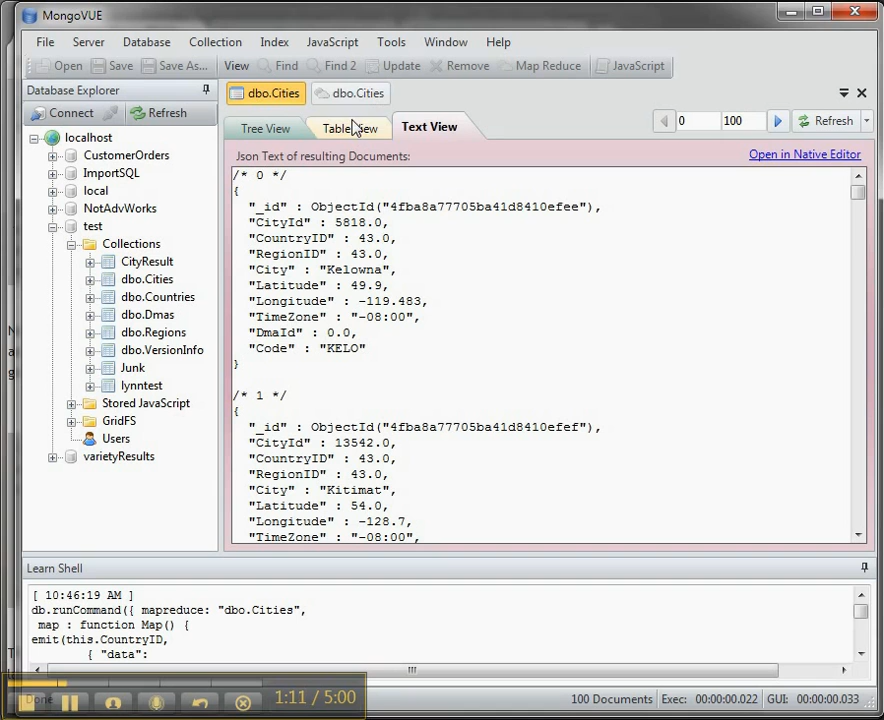 MongoVUE
File Server Database Collection Index JavaScript Tools Window Help
Open Save Save As... View Find Find 2 Update Remove Map Reduce JavaScript
Database Explorer
Connect Refresh
localhost
CustomerOrders
ImportSQL
local
NotAdvWorks
test
Collections
CityResult
dbo.Cities
dbo.Countries
dbo.Dmas
dbo.Regions
dbo.VersionInfo
Junk
lynntest
Stored JavaScript
GridFS
Users
varietyResults
dbo.Cities dbo.Cities
Tree View Table View Text View
0 100 Refresh
Json Text of resulting Documents: Open in Native Editor
/* 0 */
{
"_id" : ObjectId("4fba8a77705ba41d8410efee"),
"CityId" : 5818.0,
"CountryID" : 43.0,
"RegionID" : 43.0,
"City" : "Kelowna",
"Latitude" : 49.9,
"Longitude" : -119.483,
"TimeZone" : "-08:00",
"DmaId" : 0.0,
"Code" : "KELO"
}
/* 1 */
{
"_id" : ObjectId("4fba8a77705ba41d8410efef"),
"CityId" : 13542.0,
"CountryID" : 43.0,
"RegionID" : 43.0,
"City" : "Kitimat",
"Latitude" : 54.0,
"Longitude" : -128.7,
"TimeZone" : "-08:00",
Learn Shell
[ 10:46:19 AM ]
db.runCommand({ mapreduce: "dbo.Cities",
map : function Map() {
emit(this.CountryID,
{ "data":
Done 1:11 / 5:00 100 Documents Exec: 00:00:00.022 GUI: 00:00:00.033